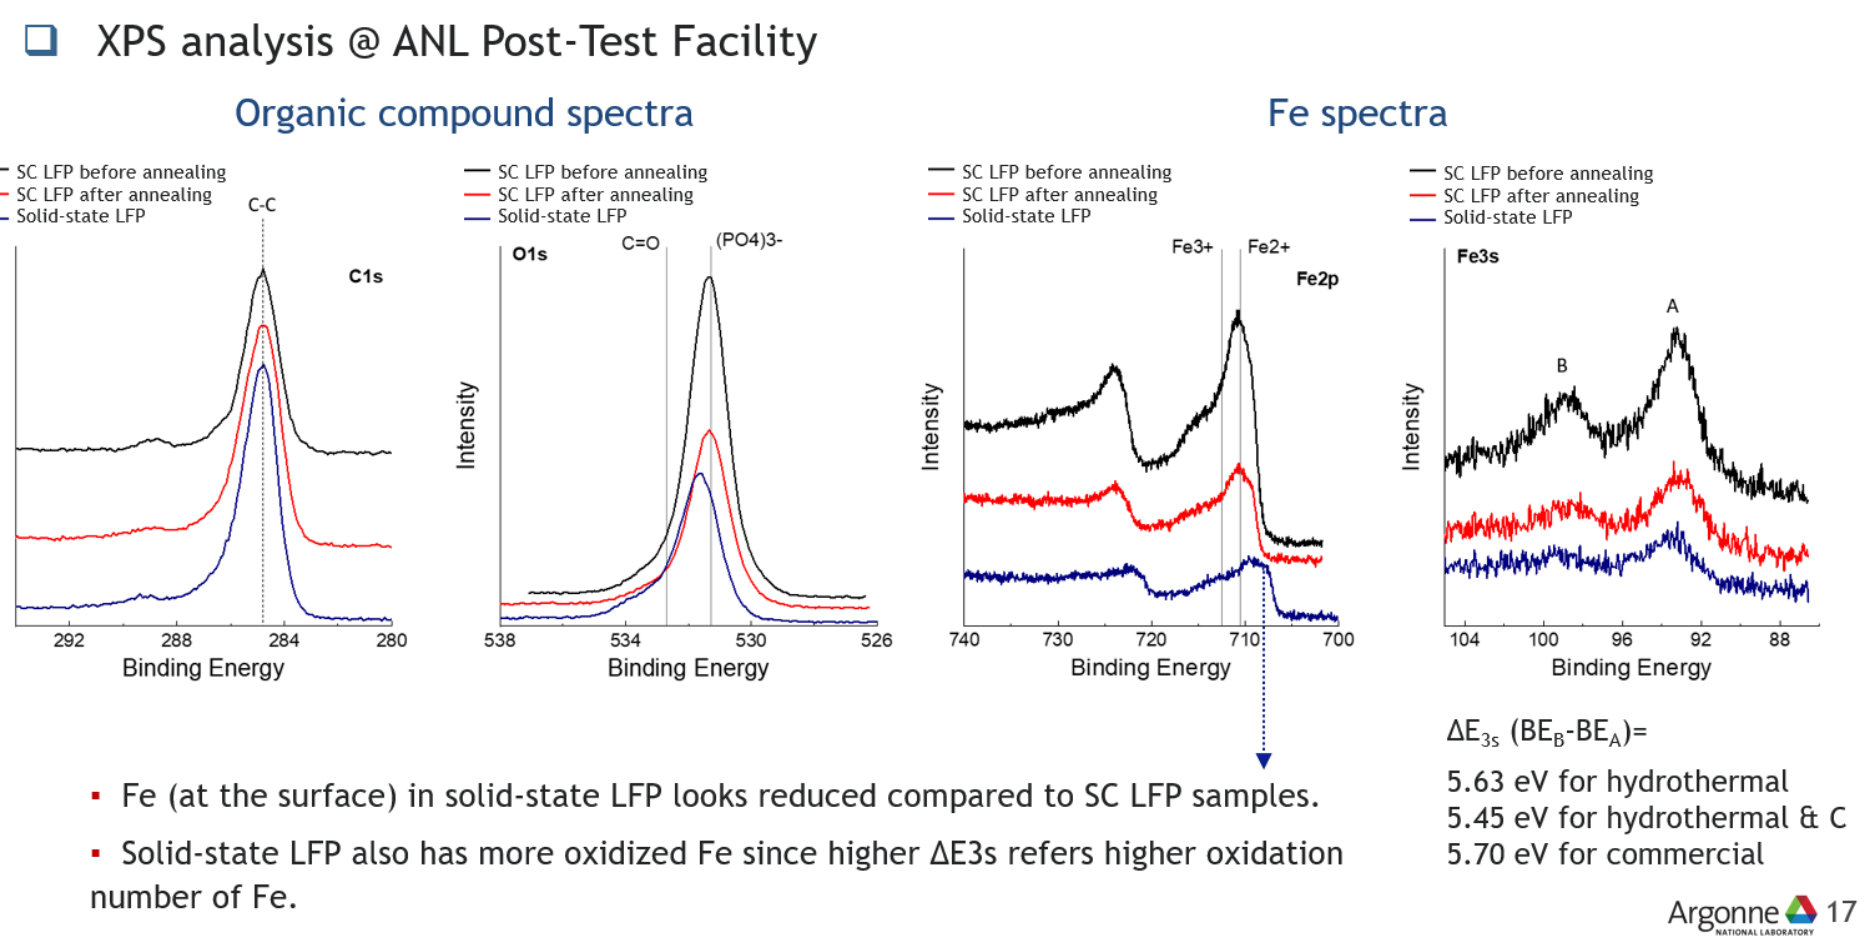 XPS analysis @ ANL Post-Test Facility
Organic compound spectra
Fe spectra
SC LFP before annealing
SC LFP after annealing
Solid-state LFP
C-C
C1s
292 288 284 280
Binding Energy
SC LFP before annealing
SC LFP after annealing
Solid-state LFP
C=O
(PO4)3-
O1s
Intensity
538 534 530 526
Binding Energy
SC LFP before annealing
SC LFP after annealing
Solid-state LFP
Fe3+ Fe2+
Fe2p
Intensity
740 730 720 710 700
Binding Energy
SC LFP before annealing
SC LFP after annealing
Solid-state LFP
Fe3s
A
B
Intensity
104 100 96 92 88
Binding Energy
ΔE3s (BEB-BEA)=
5.63 eV for hydrothermal
5.45 eV for hydrothermal & C
5.70 eV for commercial
▪ Fe (at the surface) in solid-state LFP looks reduced compared to SC LFP samples.
▪ Solid-state LFP also has more oxidized Fe since higher ΔE3s refers higher oxidation
number of Fe.
Argonne
NATIONAL LABORATORY
17